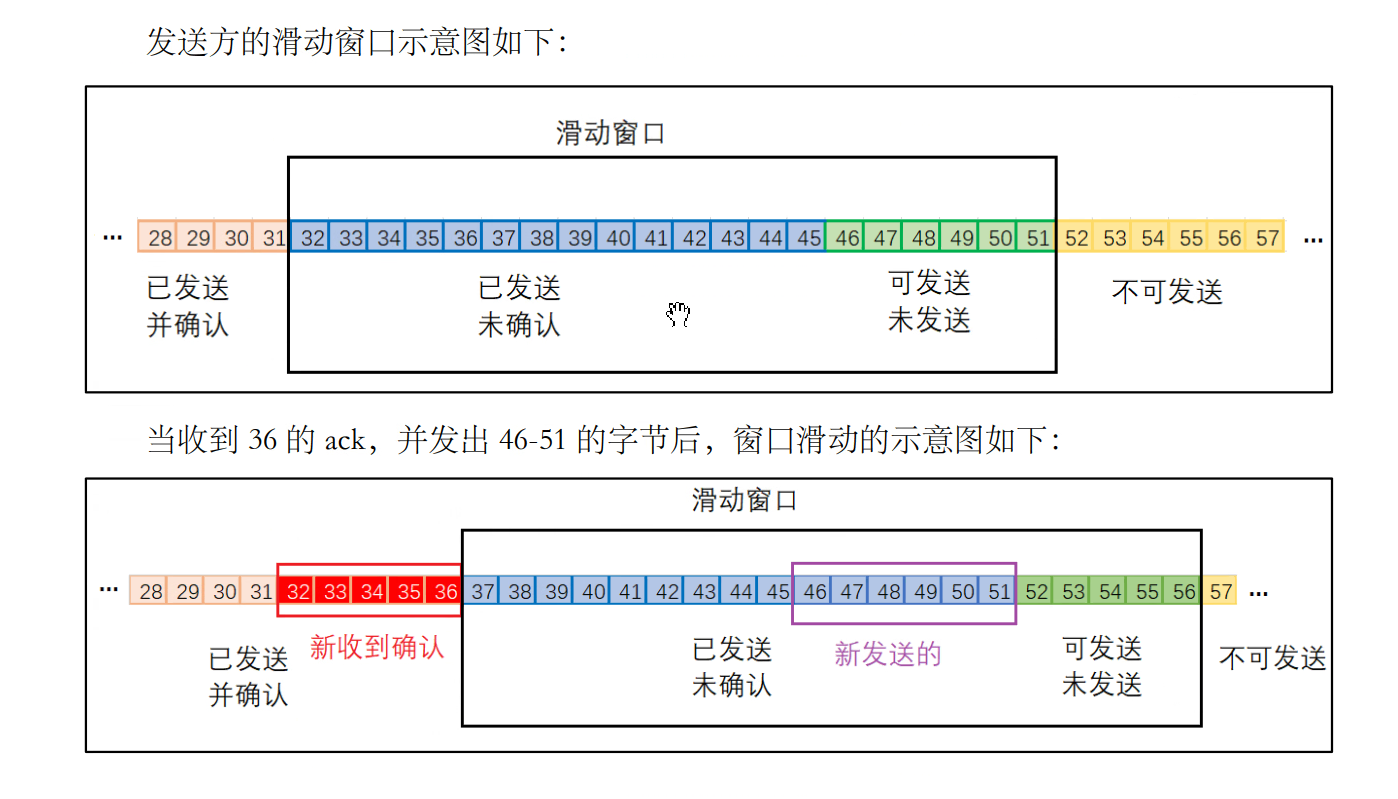 发送方的滑动窗口示意图如下：
滑动窗口
... 28 29 30 31 32 33 34 35 36 37 38 39 40 41 42 43 44 45 46 47 48 49 50 51 52 53 54 55 56 57 ...
已发送 已发送 可发送 不可发送
并确认 未确认 未发送
当收到 36 的 ack，并发出 46-51 的字节后，窗口滑动的示意图如下：
滑动窗口
... 28 29 30 31 32 33 34 35 36 37 38 39 40 41 42 43 44 45 46 47 48 49 50 51 52 53 54 55 56 57 ...
已发送 新收到确认 已发送 新发送的 可发送 不可发送
并确认 未确认 未发送